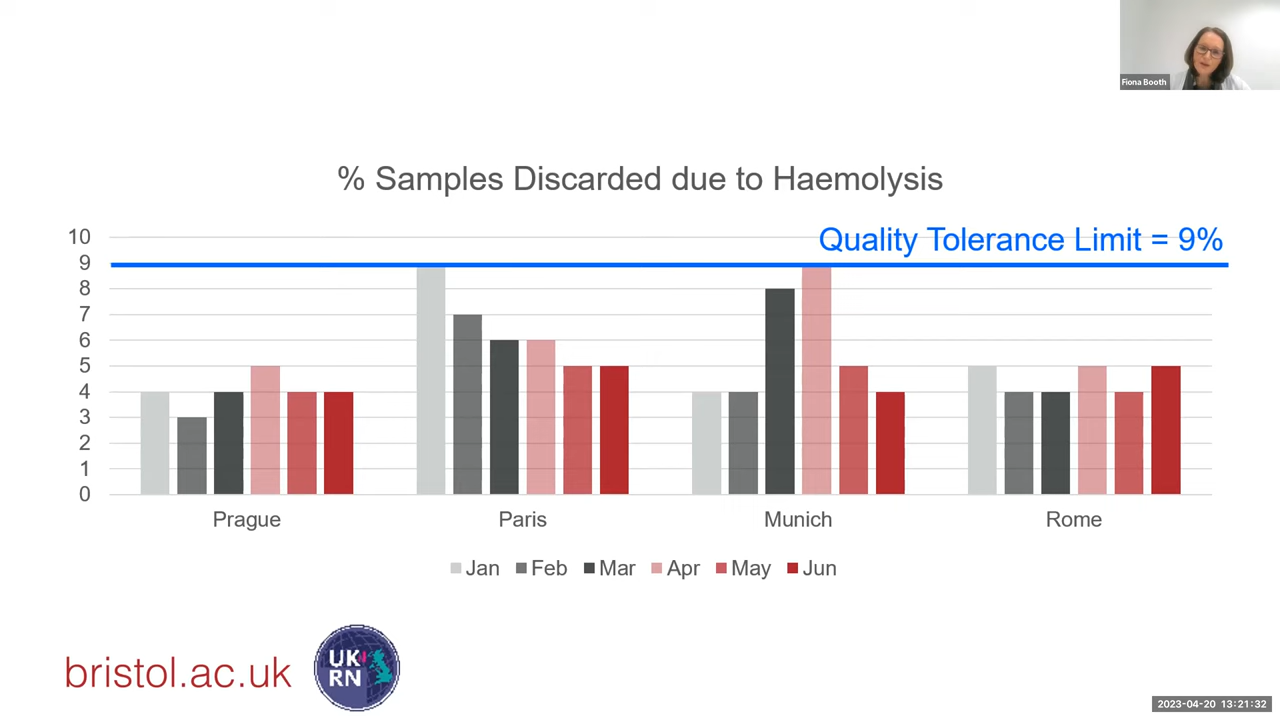 Fiona Booth
% Samples Discarded due to Haemolysis
Quality Tolerance Limit = 9%
10
9
8
7
6
5
4
3
2
1
0
Prague Paris Munich Rome
Jan Feb Mar Apr May Jun
bristol.ac.uk
UK
RN
2023-04-20 13:21:32